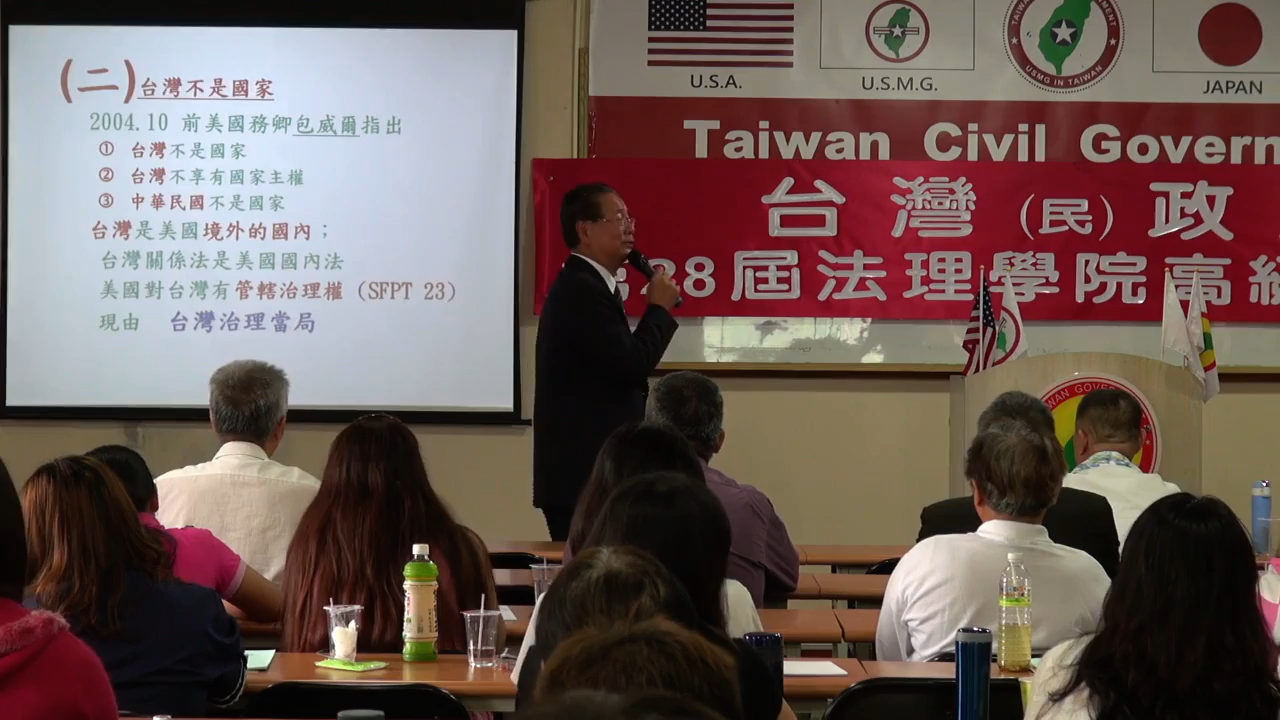 (二)台灣不是國家
2004.10 前美國務卿包威爾指出
① 台灣不是國家
② 台灣不享有國家主權
③ 中華民國不是國家
台灣是美國境外的國內；
台灣關係法是美國國內法
美國對台灣有管轄治理權 (SFPT 23)
現由 台灣治理當局
U.S.A.
U.S.M.G.
USMG IN TAIWAN
JAPAN
Taiwan Civil Govern
台灣(民)政
28屆法理學院高級